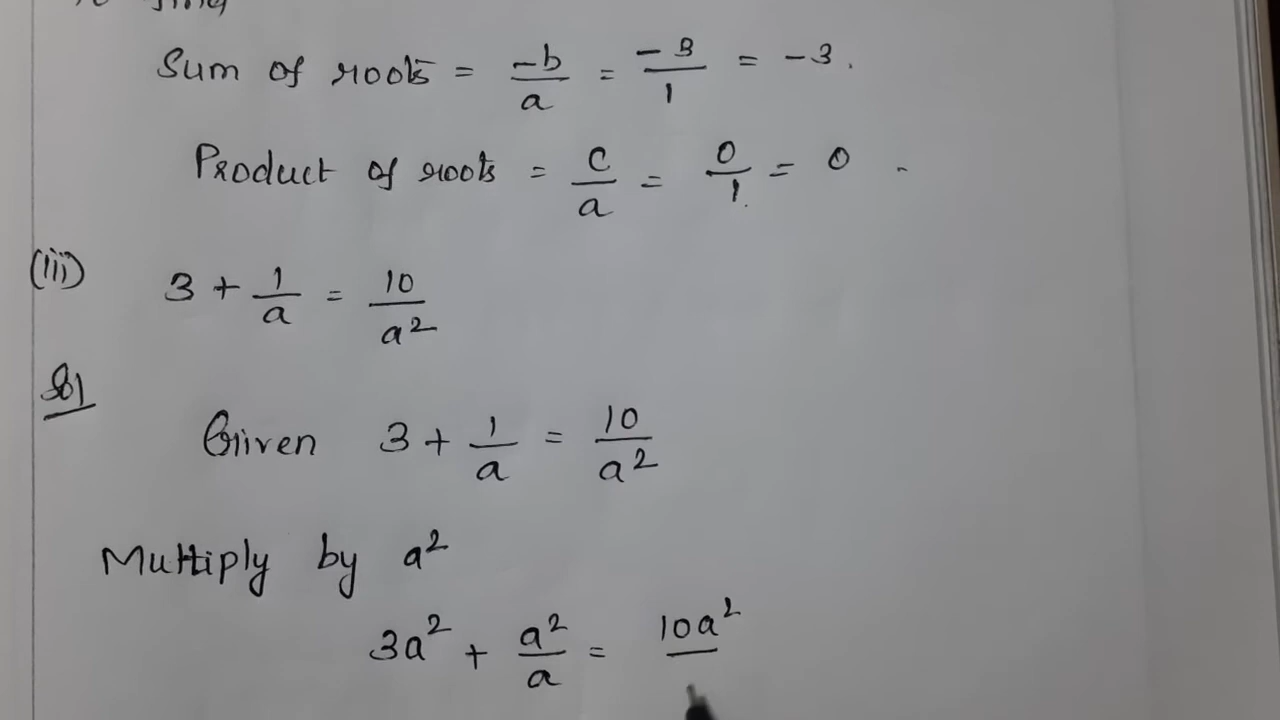 Sum of roots = -b/a = -3/1 = -3.
Product of roots = c/a = 0/1 = 0.
(iii) 3 + 1/a = 10/a²
Sol
Given 3 + 1/a = 10/a²
Multiply by a²
3a² + a²/a = 10a²/